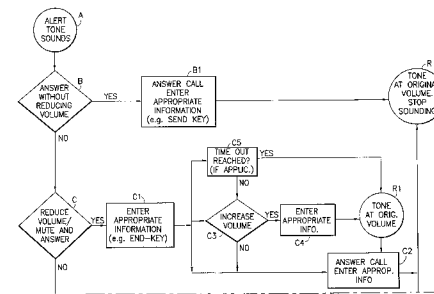 A
ALERT
TONE
SOUNDS
B
ANSWER
WITHOUT
REDUCING
VOLUME
YES
B1
ANSWER CALL
ENTER
APPROPRIATE
INFORMATION
(e.g. SEND KEY)
R
TONE
AT ORIGINA
VOLUME
STOP
SOUNDING
NO
C
REDUCE
VOLUME/
MUTE AND
ANSWER
YES
C1
ENTER
APPROPRIATE
INFORMATION
(e.g. END-KEY)
C5
TIME OUT
REACHED?
(IF APPLIC.)
YES
NO
INCREASE
VOLUME
C3
YES
ENTER
APPROPRIATE
INFO.
C4
R1
TONE
AT ORIG.
VOLUME
NO
C2
ANSWER CALL
ENTER APPROP.
INFO
NO